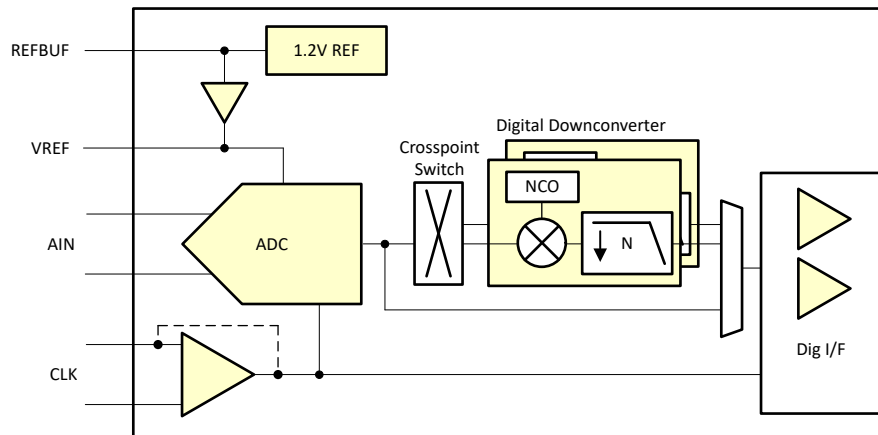 REFBUF
1.2V REF
VREF
Digital Downconverter
Crosspoint
Switch
NCO
AIN
ADC
N
Dig I/F
CLK